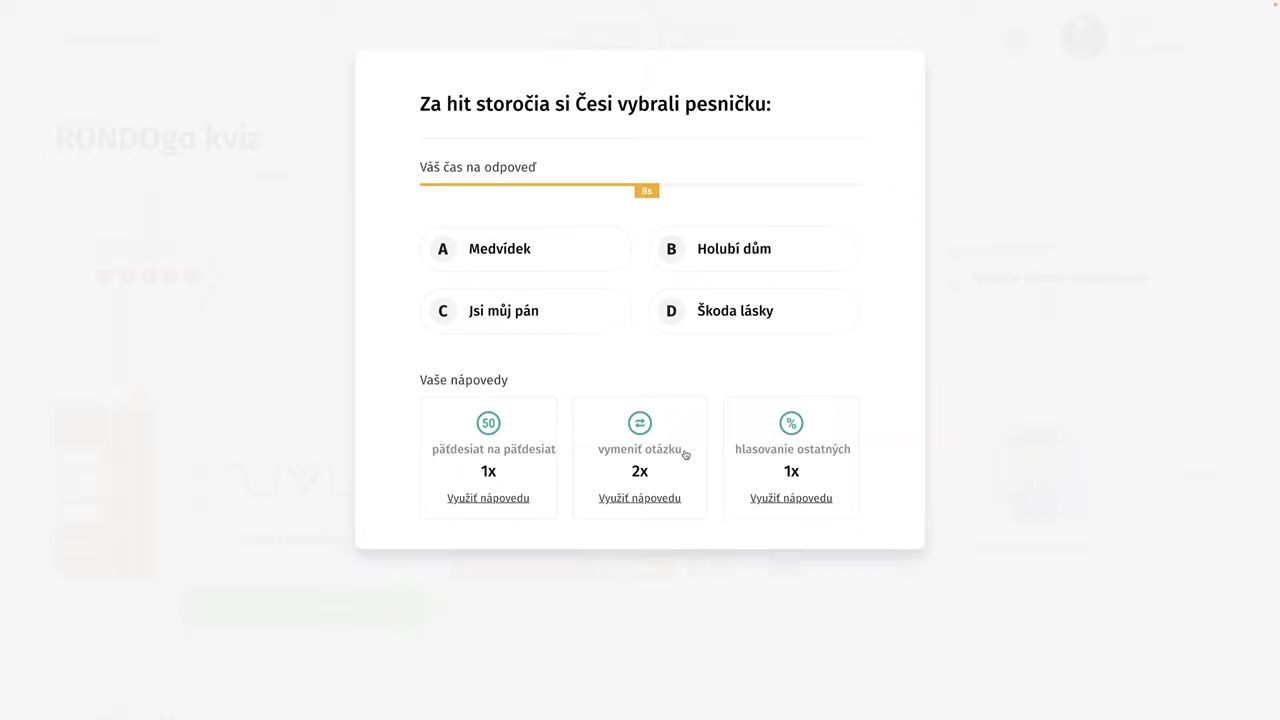 RONDOgo kvíz
Za hit storočia si Česi vybrali pesničku:
Váš čas na odpoveď
8s
A Medvídek
B Holubí dům
C Jsi můj pán
D Škoda lásky
Vaše nápovedy
50
päťdesiat na päťdesiat
1x
Využiť nápovedu
vymeniť otázku
2x
Využiť nápovedu
%
hlasovanie ostatných
1x
Využiť nápovedu